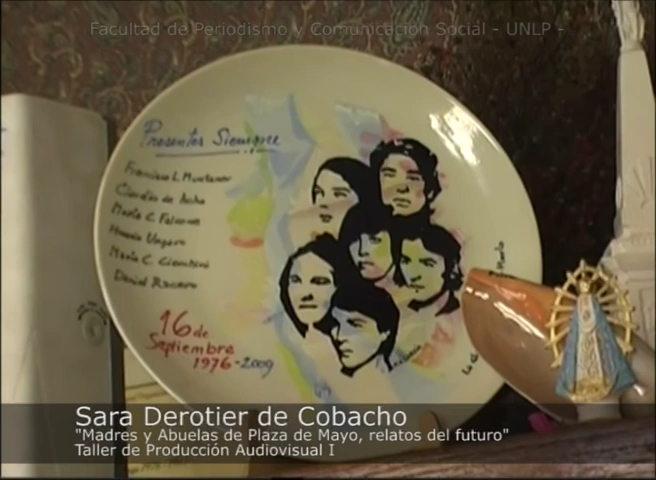 Facultad de Periodismo y Comunicación Social - UNLP -
Presentes Siempre
Francisco L. Muntaner
Claudio de Acha
María C. Falcone
Horacio Ungaro
María C. Ciocchini
Daniel Racero
16 de
Septiembre
1976-2009
Sara Derotier de Cobacho
"Madres y Abuelas de Plaza de Mayo, relatos del futuro"
Taller de Producción Audiovisual I